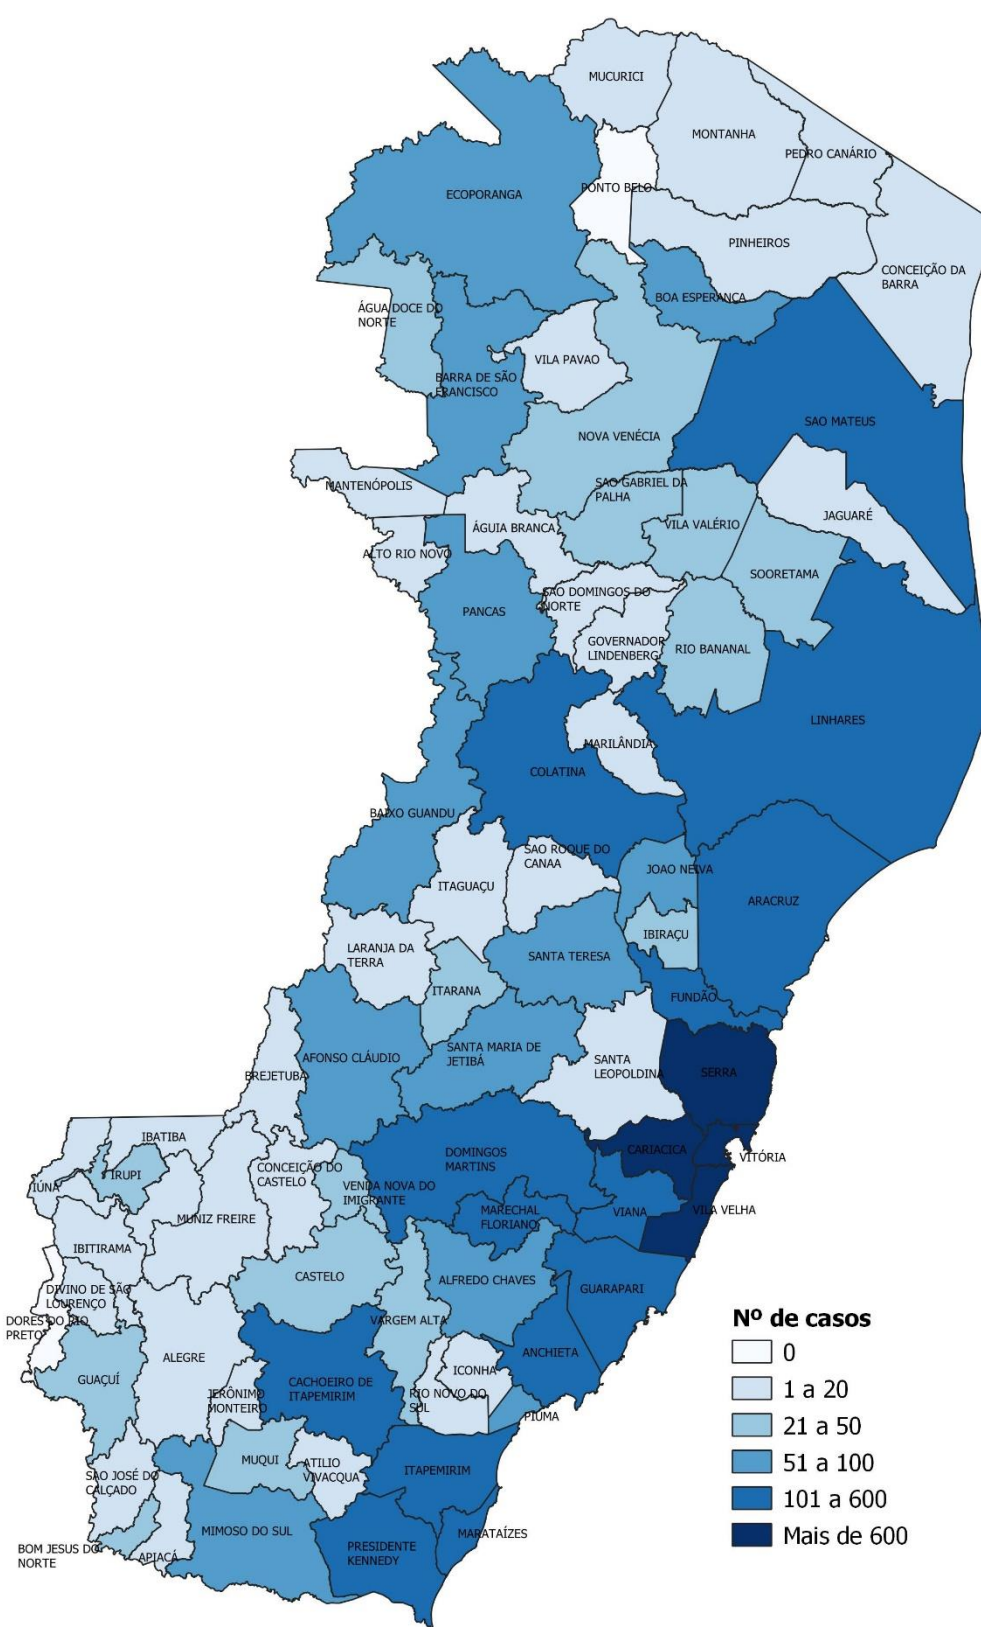 MUCURICI
MONTANHA
PEDRO CANÁRIO
PONTO BELO
ECOPORANGA
PINHEIROS
CONCEIÇÃO DA
BARRA
BOA ESPERANÇA
ÁGUA DOCE DO
NORTE
VILA PAVAO
BARRA DE SÃO
FRANCISCO
SAO MATEUS
NOVA VENÉCIA
MANTENÓPOLIS
SAO GABRIEL DA
PALHA
JAGUARÉ
ÁGUIA BRANCA
VILA VALÉRIO
ALTO RIO NOVO
SOORETAMA
SAO DOMINGOS DO
NORTE
PANCAS
GOVERNADOR
LINDENBERG
RIO BANANAL
LINHARES
MARILÂNDIA
COLATINA
BAIXO GUANDU
SAO ROQUE DO
CANAA
JOAO NEIVA
ITAGUAÇU
ARACRUZ
IBIRAÇU
LARANJA DA
TERRA
SANTA TERESA
ITARANA
FUNDÃO
SANTA MARIA DE
JETIBÁ
AFONSO CLÁUDIO
SANTA
LEOPOLDINA
BREJETUBA
SERRA
IBATIBA
CARIACICA
VITÓRIA
DOMINGOS
MARTINS
IRUPI
CONCEIÇÃO DO
CASTELO
IÚNA
VENDA NOVA DO
IMIGRANTE
MARECHAL
FLORIANO
VIANA
VILA VELHA
MUNIZ FREIRE
IBITIRAMA
CASTELO
ALFREDO CHAVES
GUARAPARI
DIVINO DE SÃO
LOURENÇO
DORES DO RIO
PRETO
VARGEM ALTA
ALEGRE
ANCHIETA
GUAÇUÍ
ICONHA
CACHOEIRO DE
ITAPEMIRIM
JERÔNIMO
MONTEIRO
RIO NOVO DO
SUL
PIUMA
MUQUI
ATILIO
VIVACQUA
ITAPEMIRIM
SAO JOSÉ DO
CALÇADO
MIMOSO DO SUL
MARATAÍZES
PRESIDENTE
KENNEDY
BOM JESUS DO
NORTE
APIACÁ
Nº de casos
0
1 a 20
21 a 50
51 a 100
101 a 600
Mais de 600